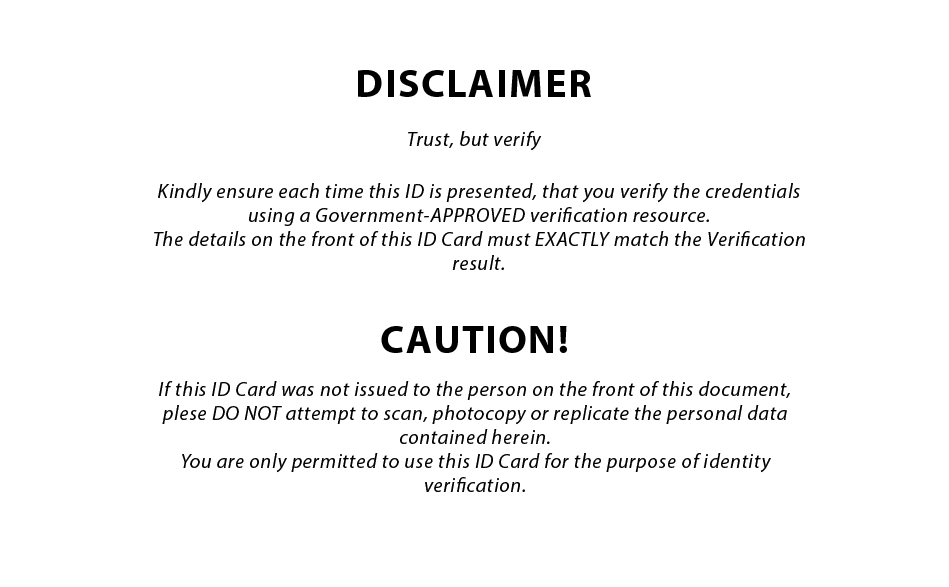 DISCLAIMER
Trust, but verify
Kindly ensure each time this ID is presented, that you verify the credentials
using a Government-APPROVED verification resource.
The details on the front of this ID Card must EXACTLY match the Verification
result.
CAUTION!
If this ID Card was not issued to the person on the front of this document,
plese DO NOT attempt to scan, photocopy or replicate the personal data
contained herein.
You are only permitted to use this ID Card for the purpose of identity
verification.